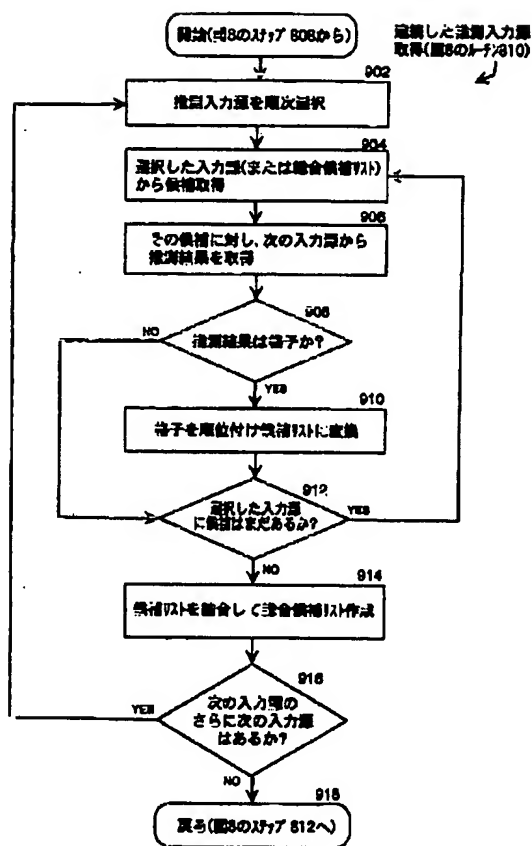 開始(図8のステップ 808から)
連続した推測入力源
取得(図8のルーチン810)
902
推測入力源を順次選択
904
選択した入力源(または総合候補リスト)
から候補取得
906
その候補に対し、次の入力源から
推測結果を取得
908
推測結果は格子か?
NO
YES
910
格子を順位付け候補リストに変換
912
選択した入力源
に候補はまだあるか?
YES
NO
914
候補リストを結合して総合候補リスト作成
916
次の入力源の
さらに次の入力源
はあるか?
YES
NO
918
戻る(図8のステップ 812へ)